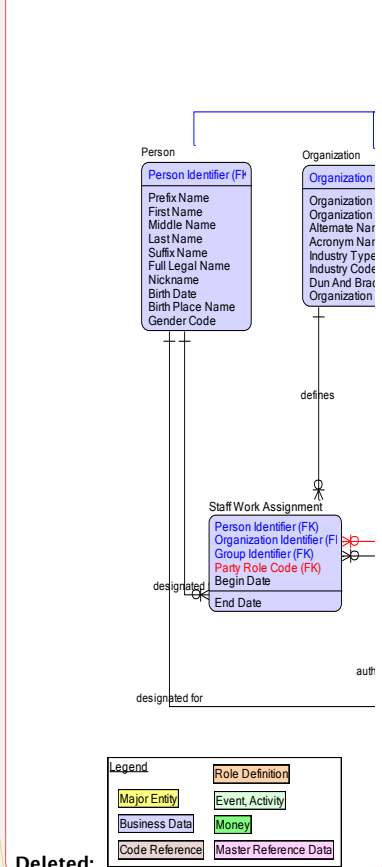 Person
Person Identifier (FK
Prefix Name
First Name
Middle Name
Last Name
Suffix Name
Full Legal Name
Nickname
Birth Date
Birth Place Name
Gender Code
Organization
Organization
Organization
Organization
Alternate Nar
Acronym Nar
Industry Type
Industry Code
Dun And Brad
Organization
defines
Staff Work Assignment
Person Identifier (FK)
Organization Identifier (FI
Group Identifier (FK)
Party Role Code (FK)
Begin Date
End Date
designated
auth
designated for
Legend
Role Definition
Major Entity
Event, Activity
Business Data
Money
Code Reference
Master Reference Data
Deleted: